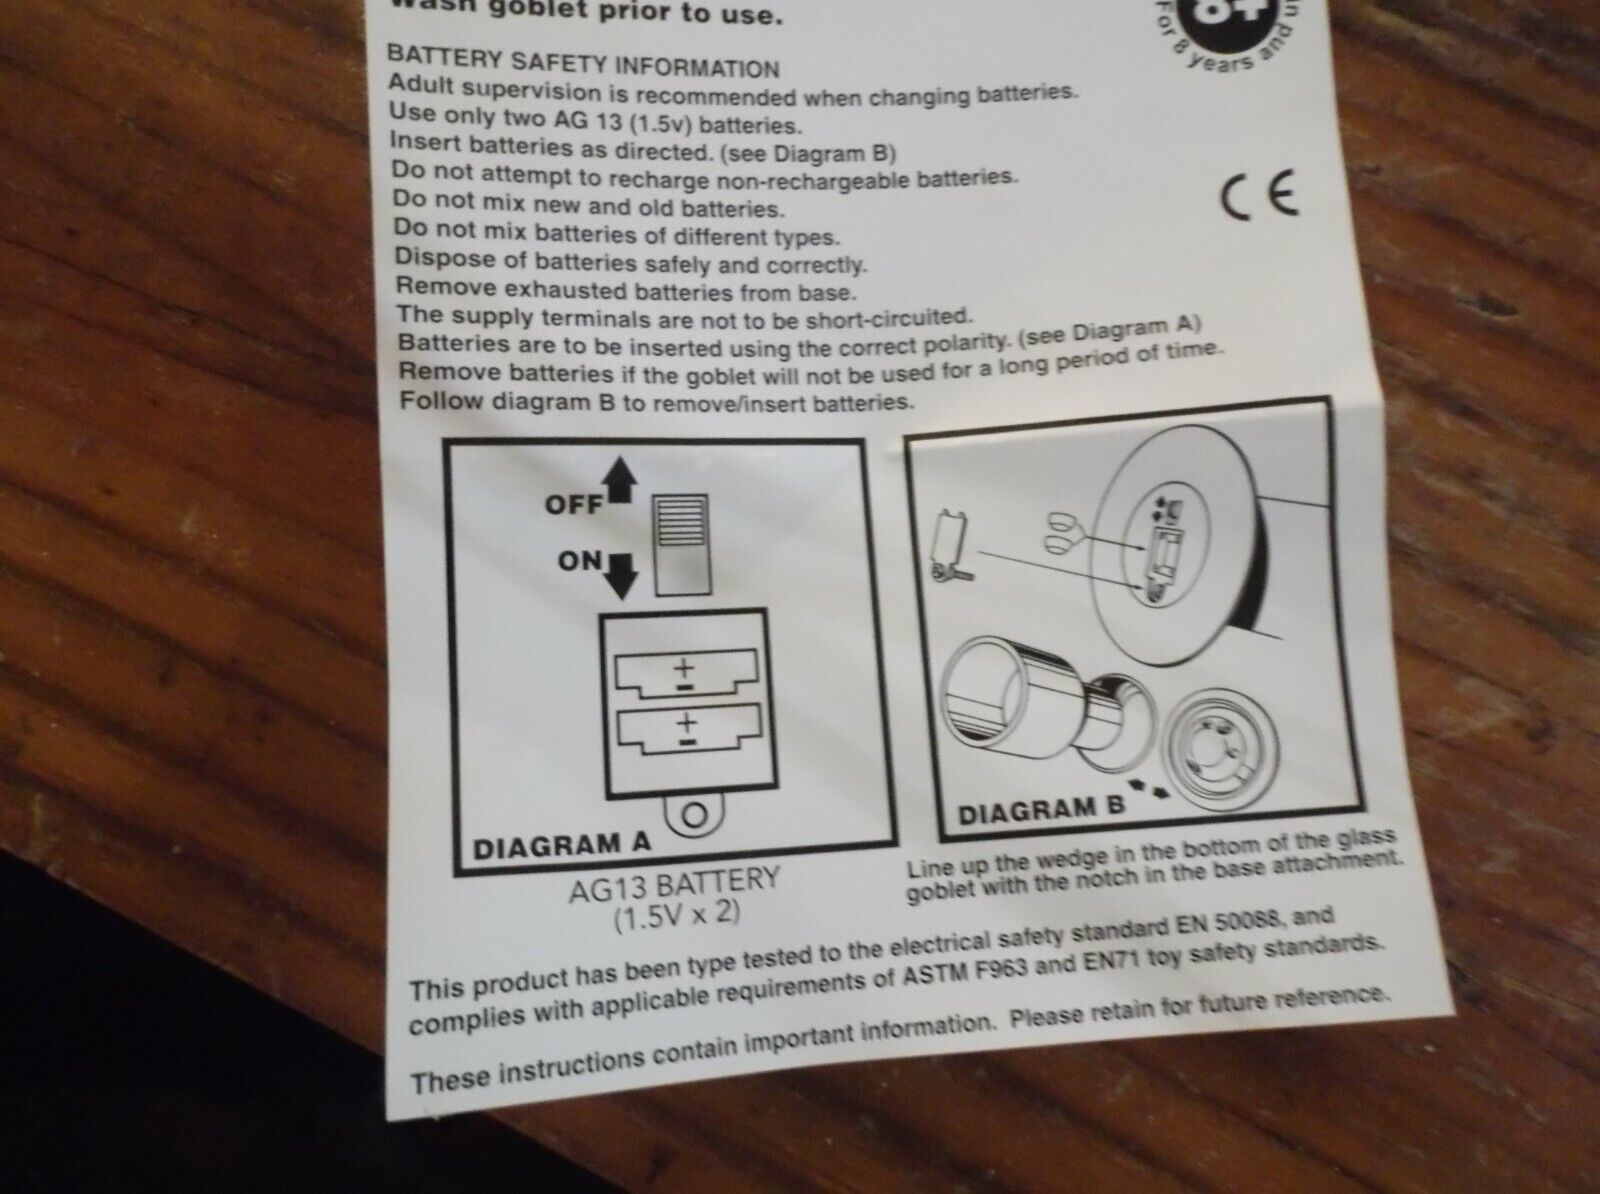 Wash goblet prior to use.
8+
For 8 years and
BATTERY SAFETY INFORMATION
Adult supervision is recommended when changing batteries.
Use only two AG 13 (1.5v) batteries.
Insert batteries as directed. (see Diagram B)
Do not attempt to recharge non-rechargeable batteries.
Do not mix new and old batteries.
Do not mix batteries of different types.
Dispose of batteries safely and correctly.
Remove exhausted batteries from base.
The supply terminals are not to be short-circuited.
Batteries are to be inserted using the correct polarity. (see Diagram A)
Remove batteries if the goblet will not be used for a long period of time.
Follow diagram B to remove/insert batteries.
CE
OFF
ON
+
-
+
-
DIAGRAM A
AG13 BATTERY
(1.5V x 2)
DIAGRAM B
Line up the wedge in the bottom of the glass
goblet with the notch in the base attachment.
This product has been type tested to the electrical safety standard EN 50088, and
complies with applicable requirements of ASTM F963 and EN71 toy safety standards.
These instructions contain important information. Please retain for future reference.